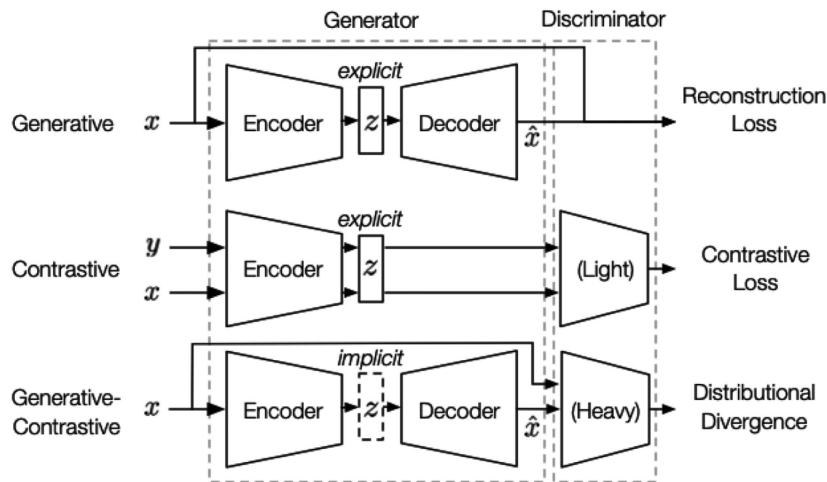 Generator
Discriminator
Generative
x
Encoder
explicit
z
Decoder
x̂
Reconstruction
Loss
Contrastive
y
x
Encoder
explicit
z
(Light)
Contrastive
Loss
Generative-
Contrastive
x
Encoder
implicit
z
Decoder
x̂
(Heavy)
Distributional
Divergence